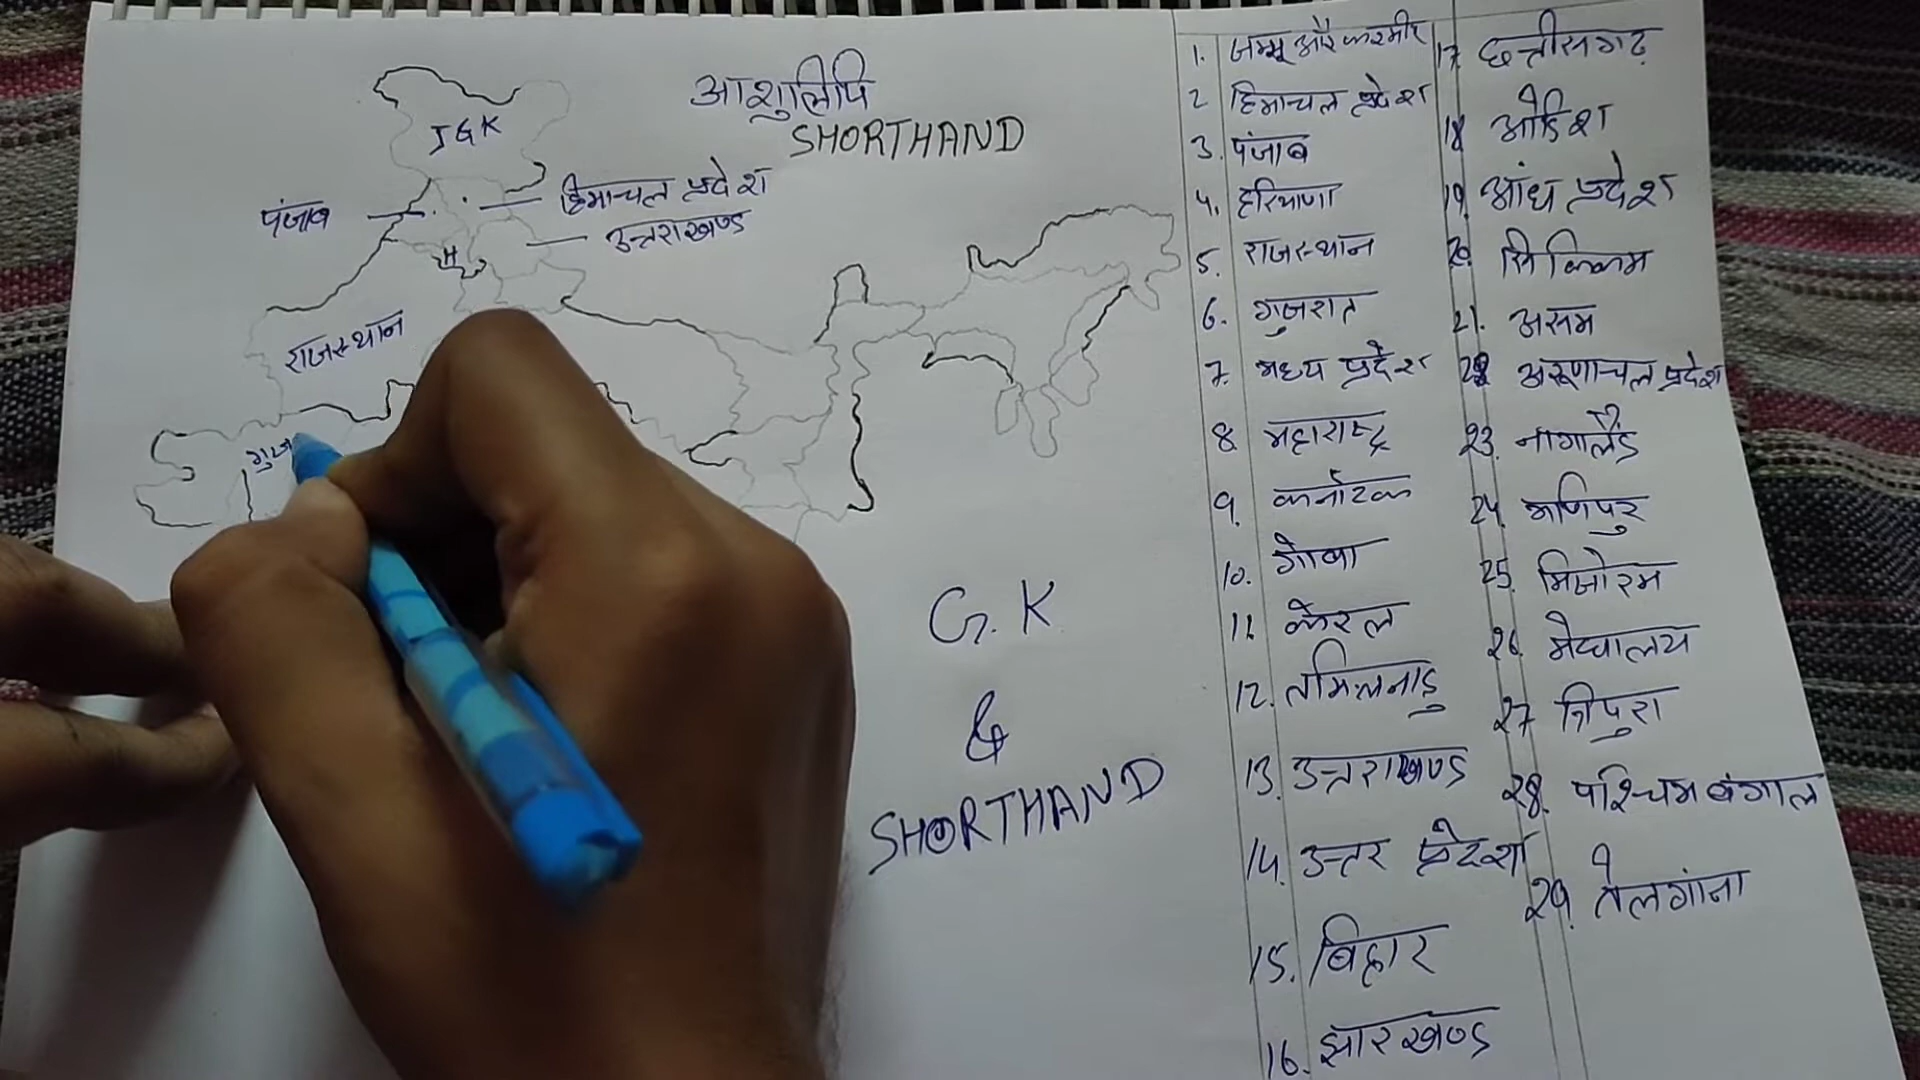 आशुलिपि
SHORTHAND
J&K
पंजाब
हिमाचल प्रदेश
उत्तराखण्ड
H
राजस्थान
गुज
G.K
&
SHORTHAND
1. जम्मू और कश्मीर
2 हिमाचल प्रदेश
3. पंजाब
4. हरियाणा
5. राजस्थान
6. गुजरात
7. मध्य प्रदेश
8 महाराष्ट्र
9. कर्नाटक
10. गोवा
11. केरल
12. तमिलनाडु
13. उत्तराखण्ड
14. उत्तर प्रदेश
15. बिहार
16. झारखण्ड
17. छत्तीसगढ़
18 ओडिशा
19. आंध्र प्रदेश
20. सिक्किम
21. असम
22 अरूणाचल प्रदेश
23. नागालैंड
24. मणिपुर
25. मिजोरम
26. मेघालय
27 त्रिपुरा
28. पश्चिम बंगाल
29. तेलगांना